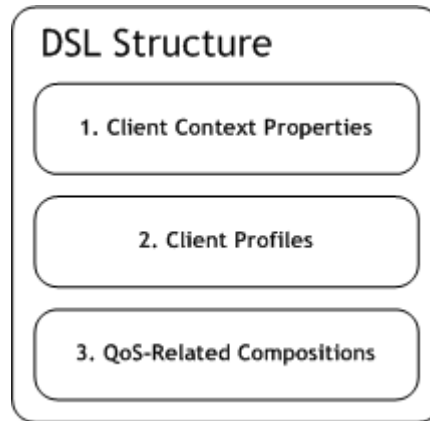 DSL Structure
1. Client Context Properties
2. Client Profiles
3. QoS-Related Compositions